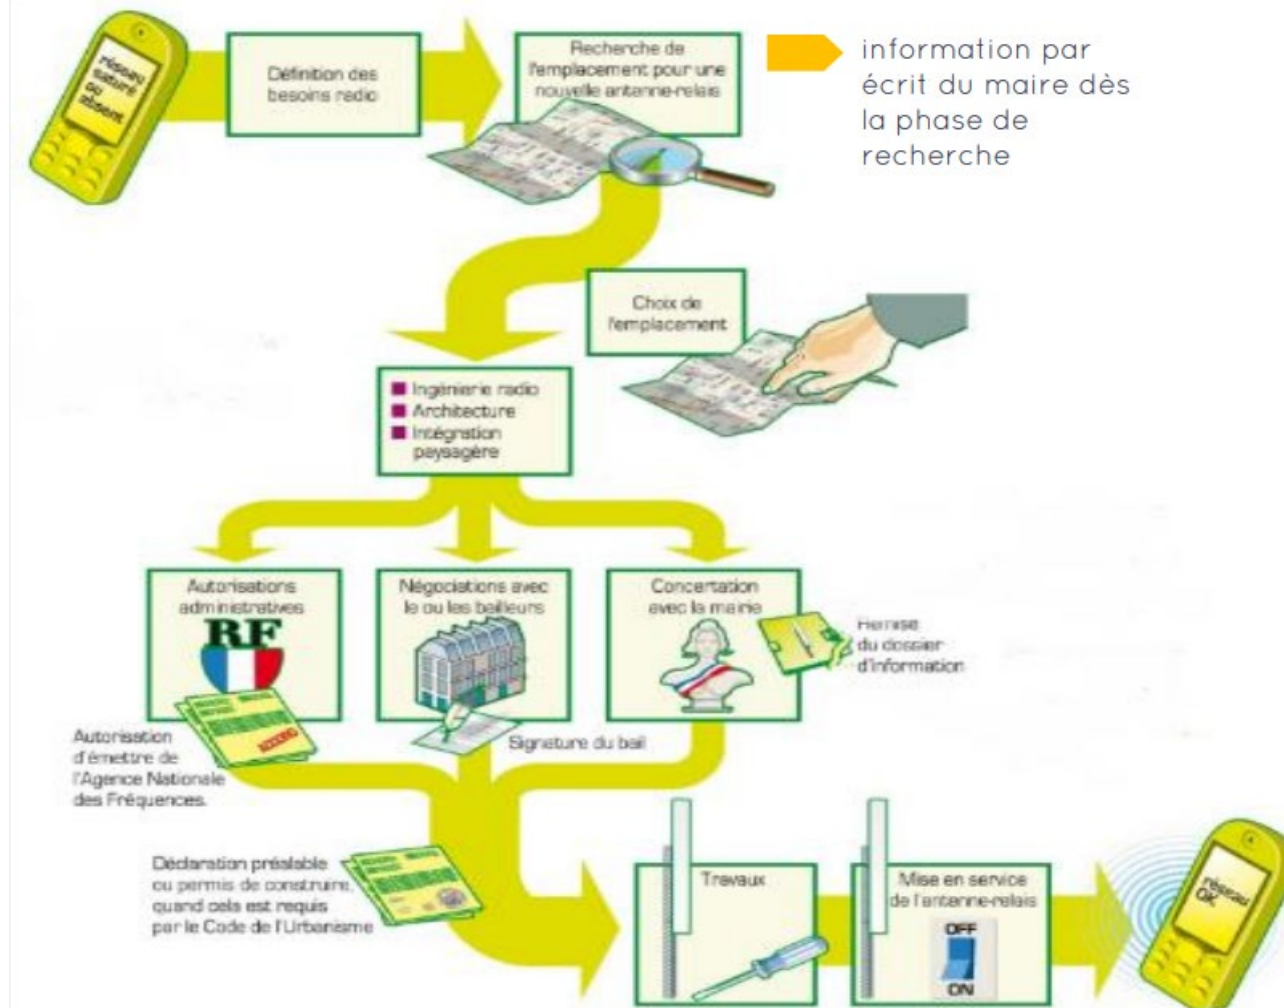 réseau
saturé
ou
absent
Définition des
besoins radio
Recherche de
l'emplacement pour une
nouvelle antenne-relais
information par
écrit du maire dès
la phase de
recherche
Choix de
l'emplacement
Ingénierie radio
Architecture
Intégration
paysagère
Autorisations
administratives
RF
Négociations avec
le ou les bailleurs
Concertation
avec la mairie
Remise
du dossier
d'information
Autorisation
d'émettre de
l'Agence Nationale
des Fréquences.
Signature du bail
Déclaration préalable
ou permis de construire,
quand cela est requis
par le Code de l'Urbanisme
Travaux
Mise en service
de l'antenne-relais
OFF
ON
réseau
OK